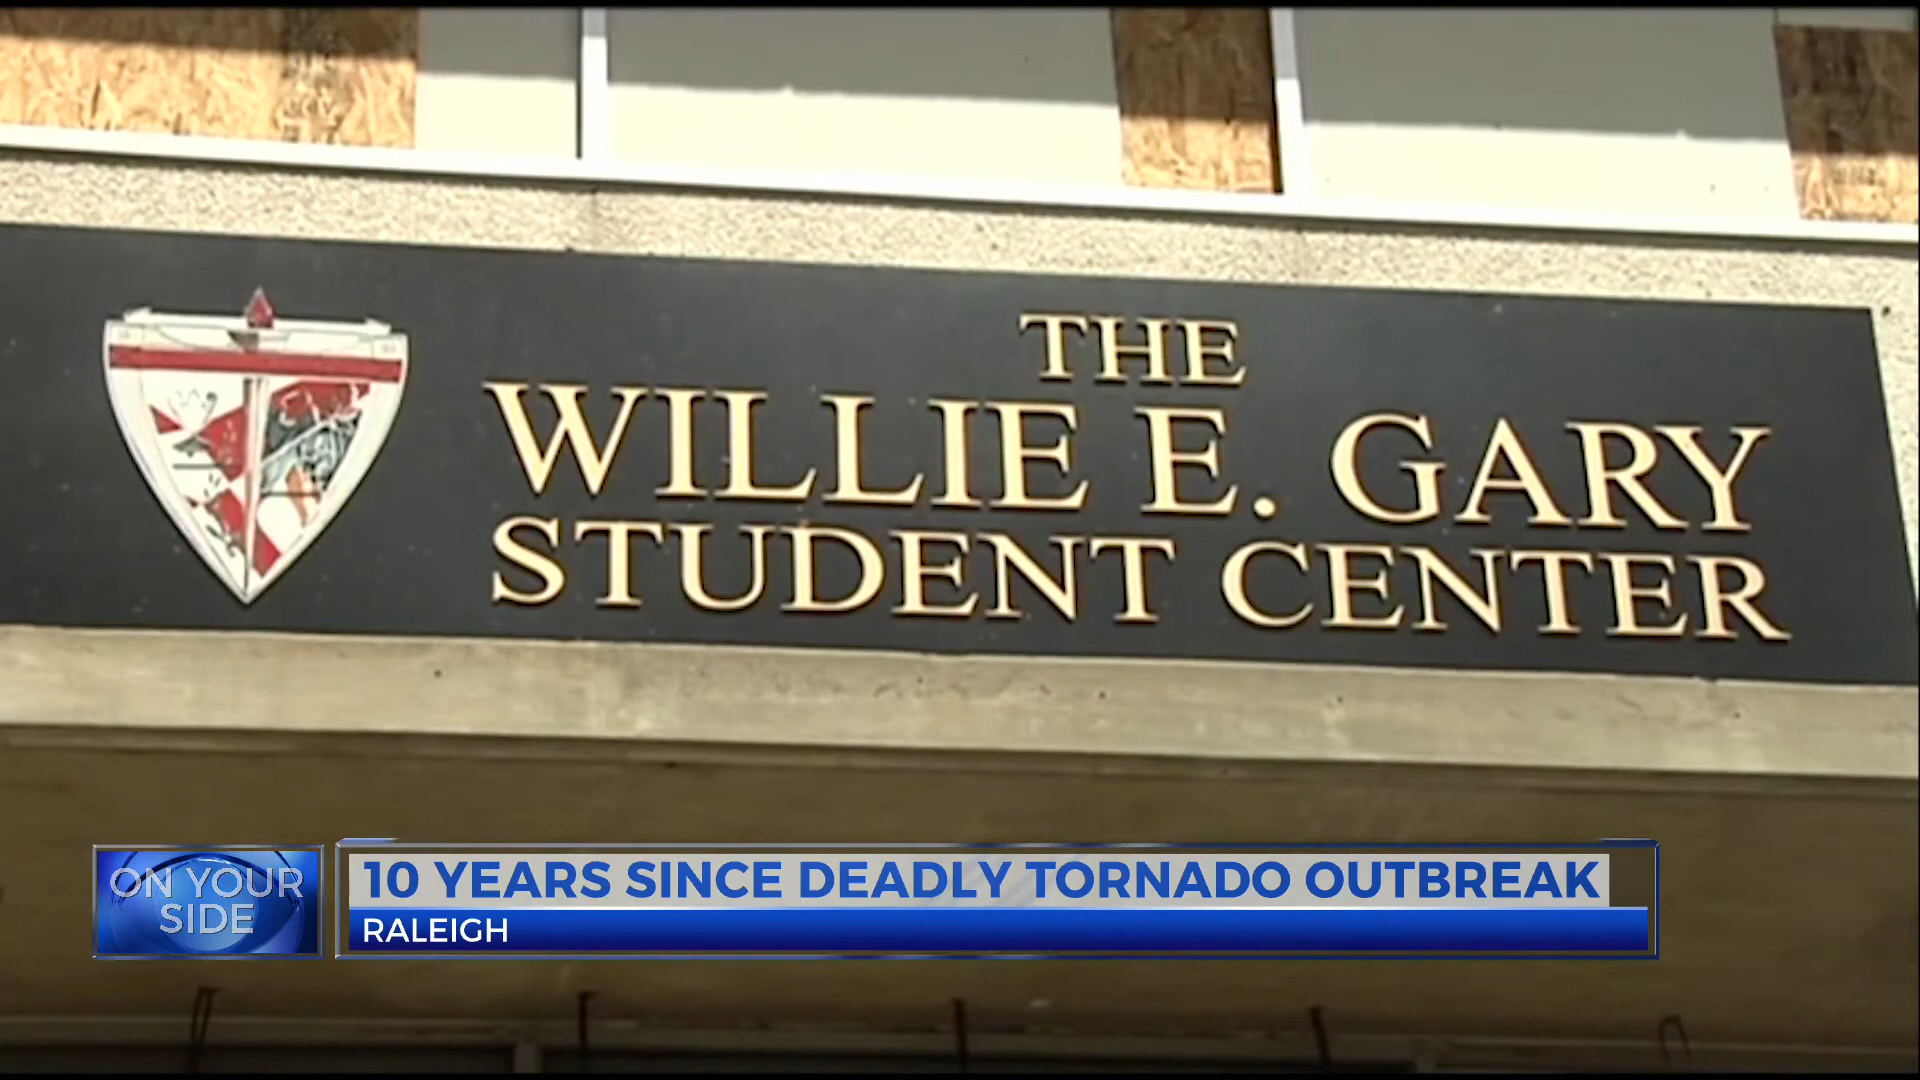 THE
WILLIE E. GARY
STUDENT CENTER
ON YOUR
SIDE
10 YEARS SINCE DEADLY TORNADO OUTBREAK
RALEIGH